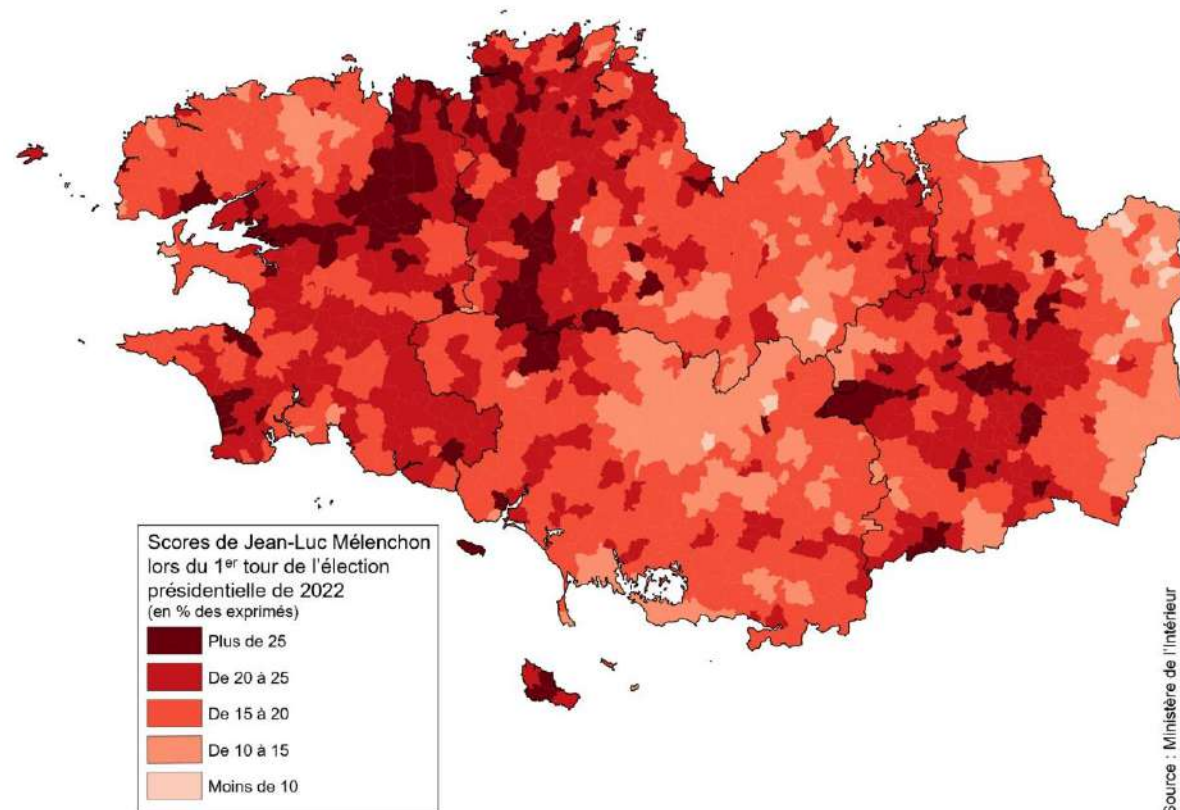 Scores de Jean-Luc Mélenchon
lors du 1er tour de l'élection
présidentielle de 2022
(en % des exprimés)
Plus de 25
De 20 à 25
De 15 à 20
De 10 à 15
Moins de 10
Source : Ministère de l'Intérieur